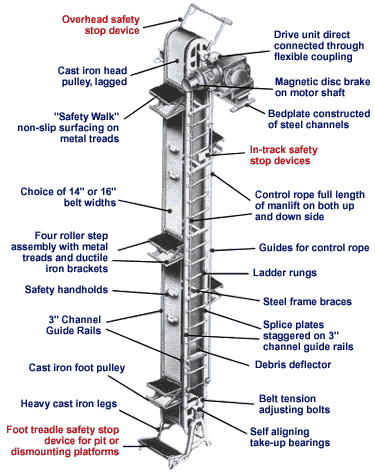 Overhead safety
stop device
Drive unit direct
connected through
flexible coupling
Cast iron head
pulley, lagged
Magnetic disc brake
on motor shaft
"Safety Walk"
non-slip surfacing on
metal treads
Bedplate constructed
of steel channels
In-track safety
stop devices
Choice of 14" or 16"
belt widths
Control rope full length
of manlift on both up
and down side
Four roller step
assembly with metal
treads and ductile
iron brackets
Guides for control rope
Ladder rungs
Safety handholds
Steel frame braces
3" Channel
Guide Rails
Splice plates
staggered on 3"
channel guide rails
Cast iron foot pulley
Debris deflector
Heavy cast iron legs
Belt tension
adjusting bolts
Foot treadle safety stop
device for pit or
dismounting platforms
Self aligning
take-up bearings